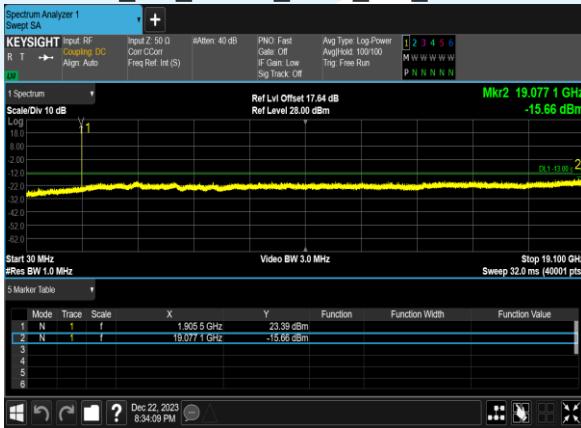 Spectrum Analyzer 1
Swept SA
+
KEYSIGHT Input: RF Input Z: 50 Ω #Atten: 40 dB PNO: Fast Avg Type: Log-Power 1 2 3 4 5 6
R T Coupling: DC Corr CCorr Gate: Off Avg|Hold: 100/100 M W W W W W
Align: Auto Freq Ref: Int (S) IF Gain: Low Trig: Free Run
Sig Track: Off P N N N N N
1 Spectrum Ref Lvl Offset 17.64 dB Mkr2 19.077 1 GHz
Scale/Div 10 dB Ref Level 28.00 dBm -15.66 dBm
Log
1
18.0
8.00
-2.00
2
DL1 -13.00
-12.0
-22.0
-32.0
-42.0
-52.0
-62.0
Start 30 MHz Video BW 3.0 MHz Stop 19.100 GHz
#Res BW 1.0 MHz Sweep 32.0 ms (40001 pts
5 Marker Table
Mode Trace Scale X Y Function Function Width Function Value
1 N 1 f 1.905 5 GHz 23.39 dBm
2 N 1 f 19.077 1 GHz -15.66 dBm
3
4
5
6
? Dec 22, 2023
8:34:09 PM